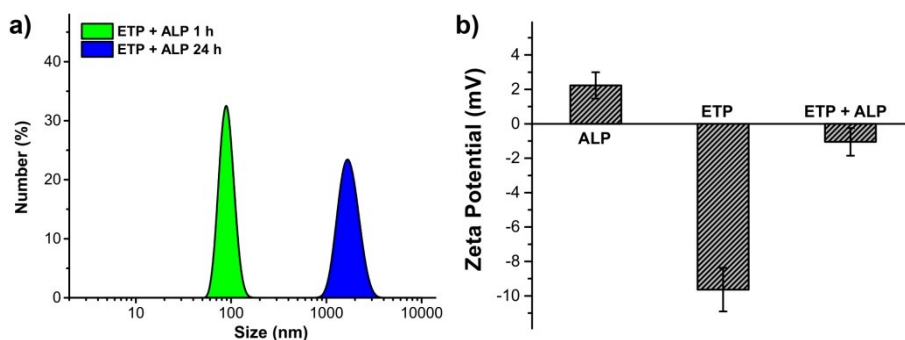 a)
ETP + ALP 1 h
ETP + ALP 24 h
40
30
20
10
0
Number (%)
10 100 1000 10000
Size (nm)
b)
4
2
0
-2
-4
-6
-8
-10
Zeta Potential (mV)
ALP
ETP
ETP + ALP